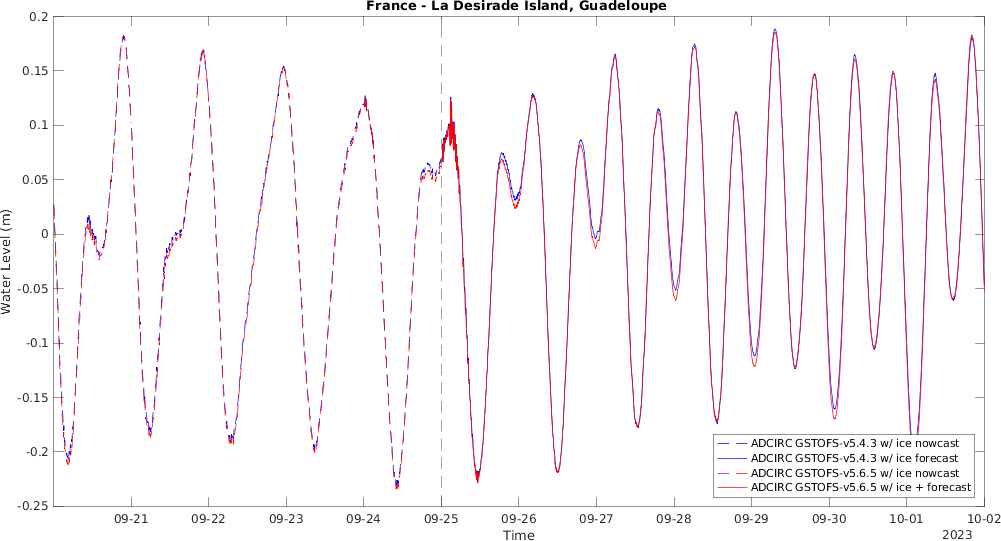 France - La Desirade Island, Guadeloupe
0.2
0.15
0.1
0.05
0
-0.05
-0.1
-0.15
-0.2
-0.25
Water Level (m)
ADCIRC GSTOFS-v5.4.3 w/ ice nowcast
ADCIRC GSTOFS-v5.4.3 w/ ice forecast
ADCIRC GSTOFS-v5.6.5 w/ ice nowcast
ADCIRC GSTOFS-v5.6.5 w/ ice + forecast
09-21 09-22 09-23 09-24 09-25 09-26 09-27 09-28 09-29 09-30 10-01 10-02
Time
2023